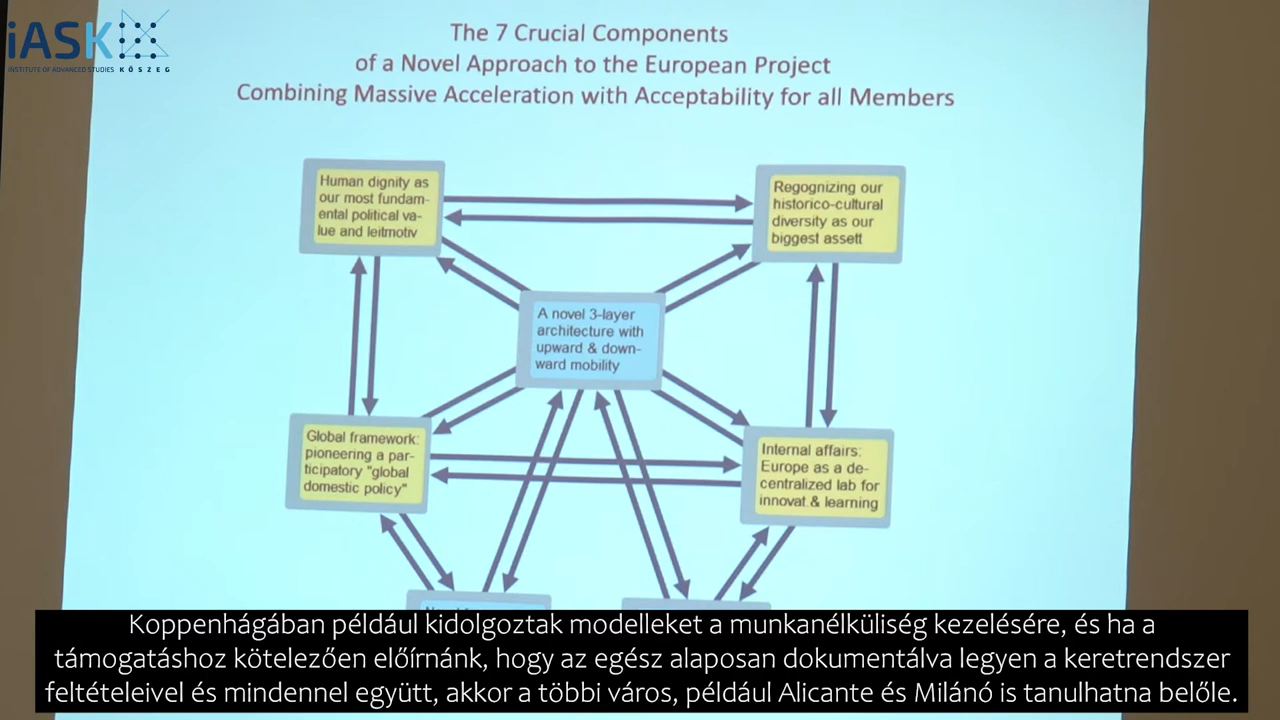 iASK
INSTITUTE OF ADVANCED STUDIES KŐSZEG
The 7 Crucial Components
of a Novel Approach to the European Project
Combining Massive Acceleration with Acceptability for all Members
Human dignity as
our most fundam-
ental political va-
lue and leitmotiv
Regognizing our
historico-cultural
diversity as our
biggest assett
A novel 3-layer
architecture with
upward & down-
ward mobility
Global framework:
pioneering a par-
ticipatory "global
domestic policy"
Internal affairs:
Europe as a de-
centralized lab for
innovat.& learning
Koppenhágában például kidolgoztak modelleket a munkanélküliség kezelésére, és ha a
támogatáshoz kötelezően előírnánk, hogy az egész alaposan dokumentálva legyen a keretrendszer
feltételeivel és mindennel együtt, akkor a többi város, például Alicante és Milánó is tanulhatna belőle.